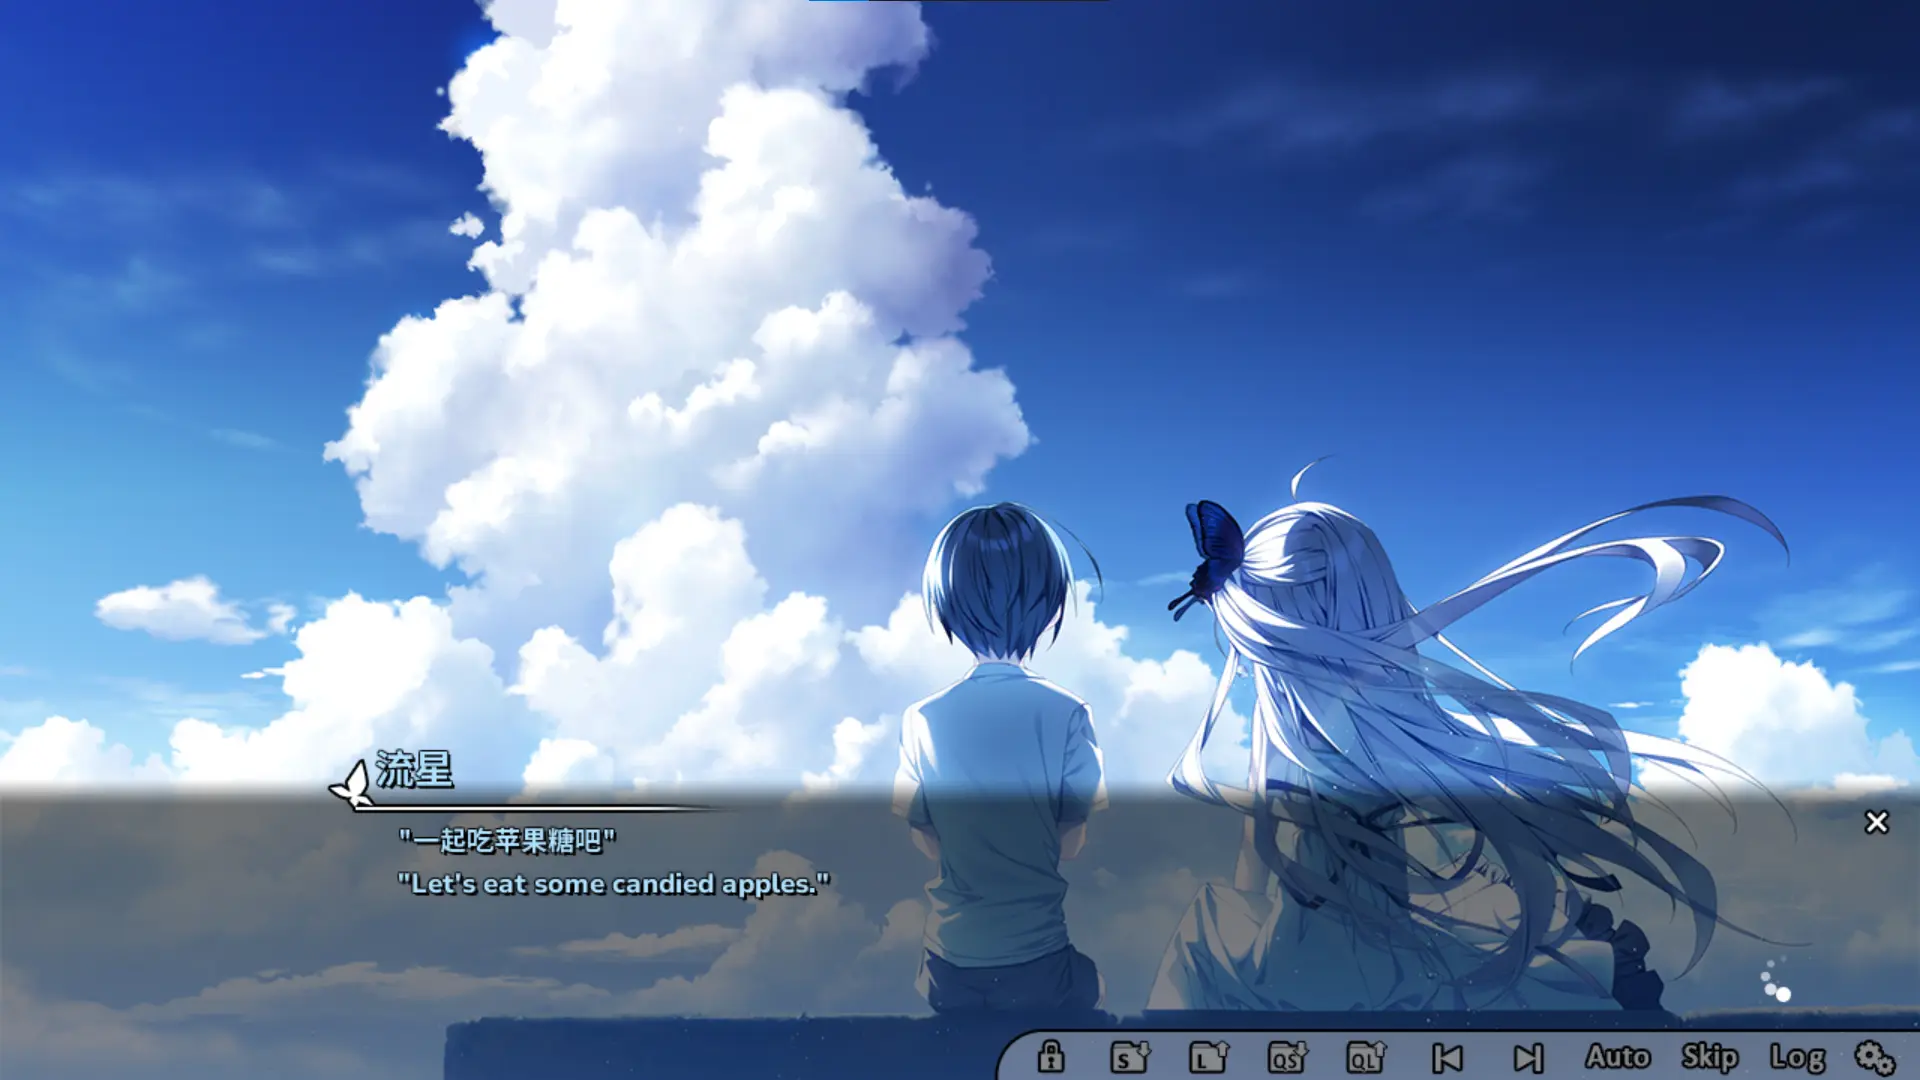 流星
"一起吃苹果糖吧"
"Let's eat some candied apples."
S L QS QL Auto Skip Log